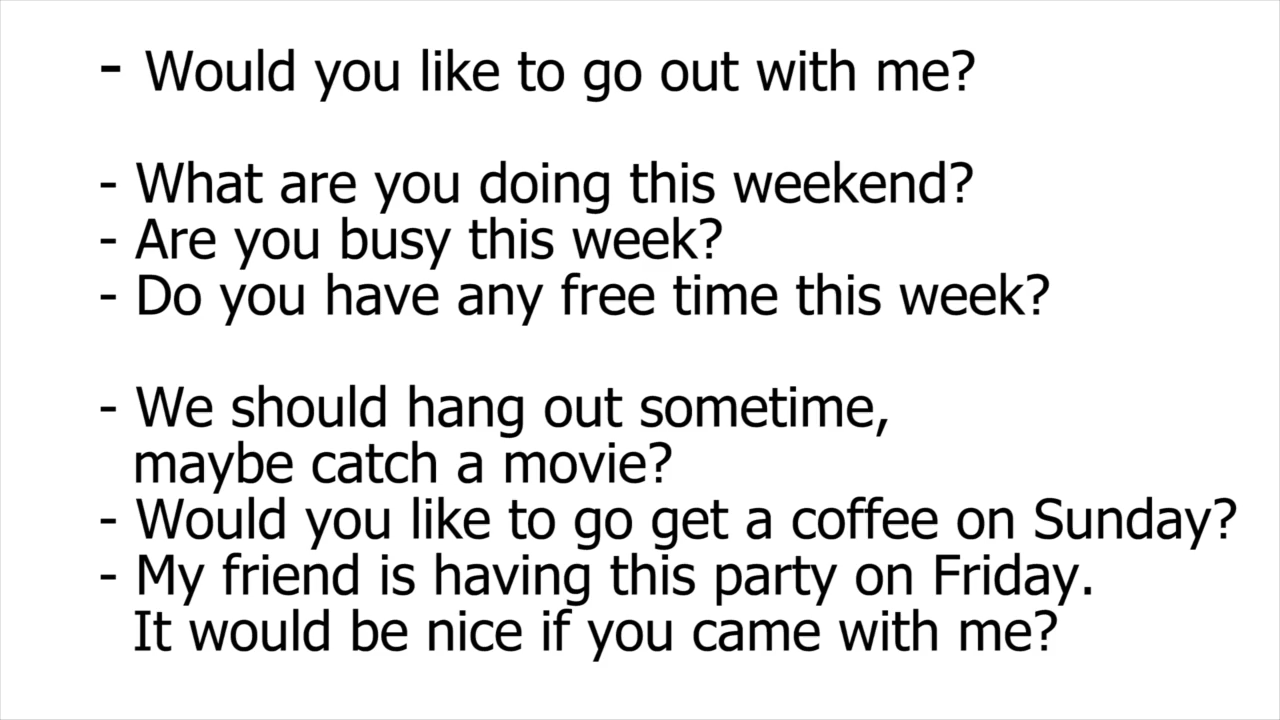 - Would you like to go out with me?
- What are you doing this weekend?
- Are you busy this week?
- Do you have any free time this week?
- We should hang out sometime,
maybe catch a movie?
- Would you like to go get a coffee on Sunday?
- My friend is having this party on Friday.
It would be nice if you came with me?